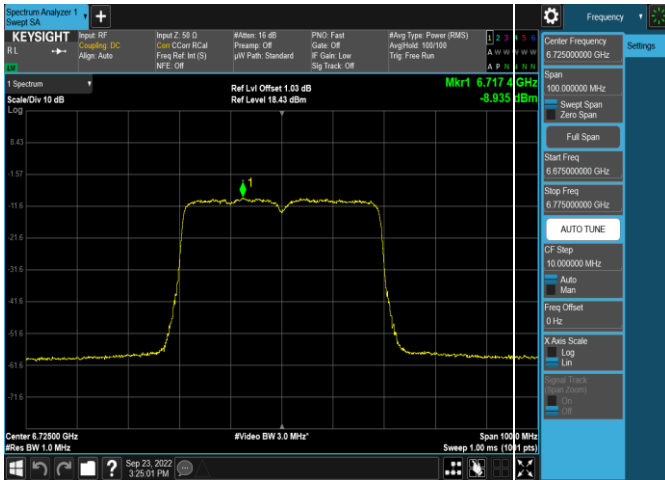 Spectrum Analyzer 1
Swept SA
Frequency
KEYSIGHT
Input: RF
Input Z: 50 Ω
#Atten: 16 dB
PNO: Fast
#Avg Type: Power (RMS)
1 2 3 4 5 6
R L
Coupling: DC
Corr CCorr RCal
Preamp: Off
Gate: Off
Avg|Hold: 100/100
Align: Auto
Freq Ref: Int (S)
µW Path: Standard
IF Gain: Low
Trig: Free Run
NFE: Off
Sig Track: Off
A W W W W W
A P N N N N
1 Spectrum
Scale/Div 10 dB
Log
Ref Lvl Offset 1.03 dB
Ref Level 18.43 dBm
Mkr1 6.717 4 GHz
-8.935 dBm
8.43
-1.57
-11.6
-21.6
-31.6
-41.6
-51.6
-61.6
-71.6
1
Center 6.72500 GHz
#Video BW 3.0 MHz*
Span 100.0 MHz
#Res BW 1.0 MHz
Sweep 1.00 ms (1001 pts)
Sep 23, 2022
3:25:01 PM
Center Frequency
6.725000000 GHz
Settings
Span
100.000000 MHz
Swept Span
Zero Span
Full Span
Start Freq
6.675000000 GHz
Stop Freq
6.775000000 GHz
AUTO TUNE
CF Step
10.000000 MHz
Auto
Man
Freq Offset
0 Hz
X Axis Scale
Log
Lin
Signal Track
(Span Zoom)
On
Off